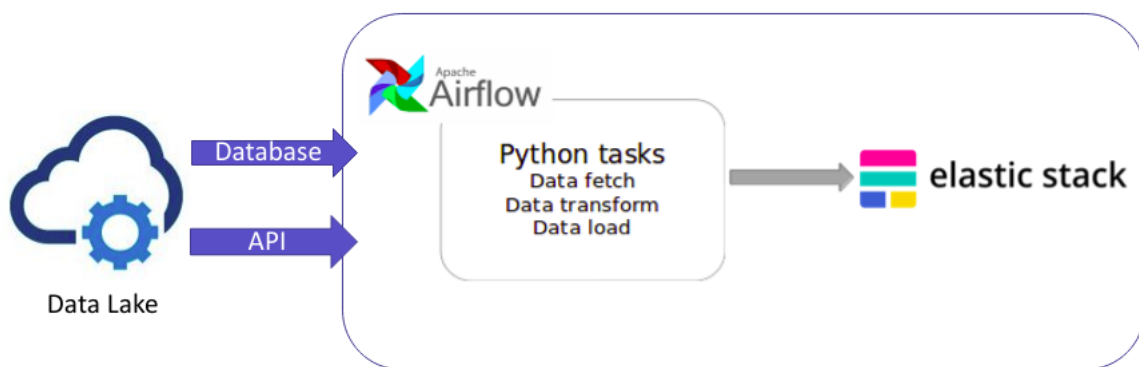 Data Lake
Database
API
Apache
Airflow
Python tasks
Data fetch
Data transform
Data load
elastic stack